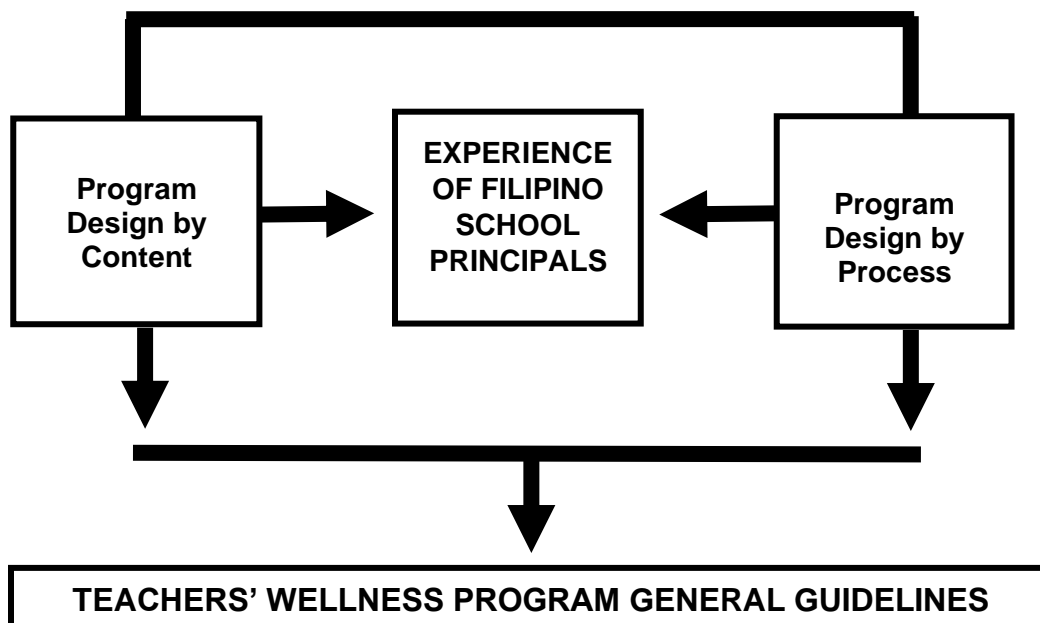 Program
Design by
Content
EXPERIENCE
OF FILIPINO
SCHOOL
PRINCIPALS
Program
Design by
Process
TEACHERS’ WELLNESS PROGRAM GENERAL GUIDELINES